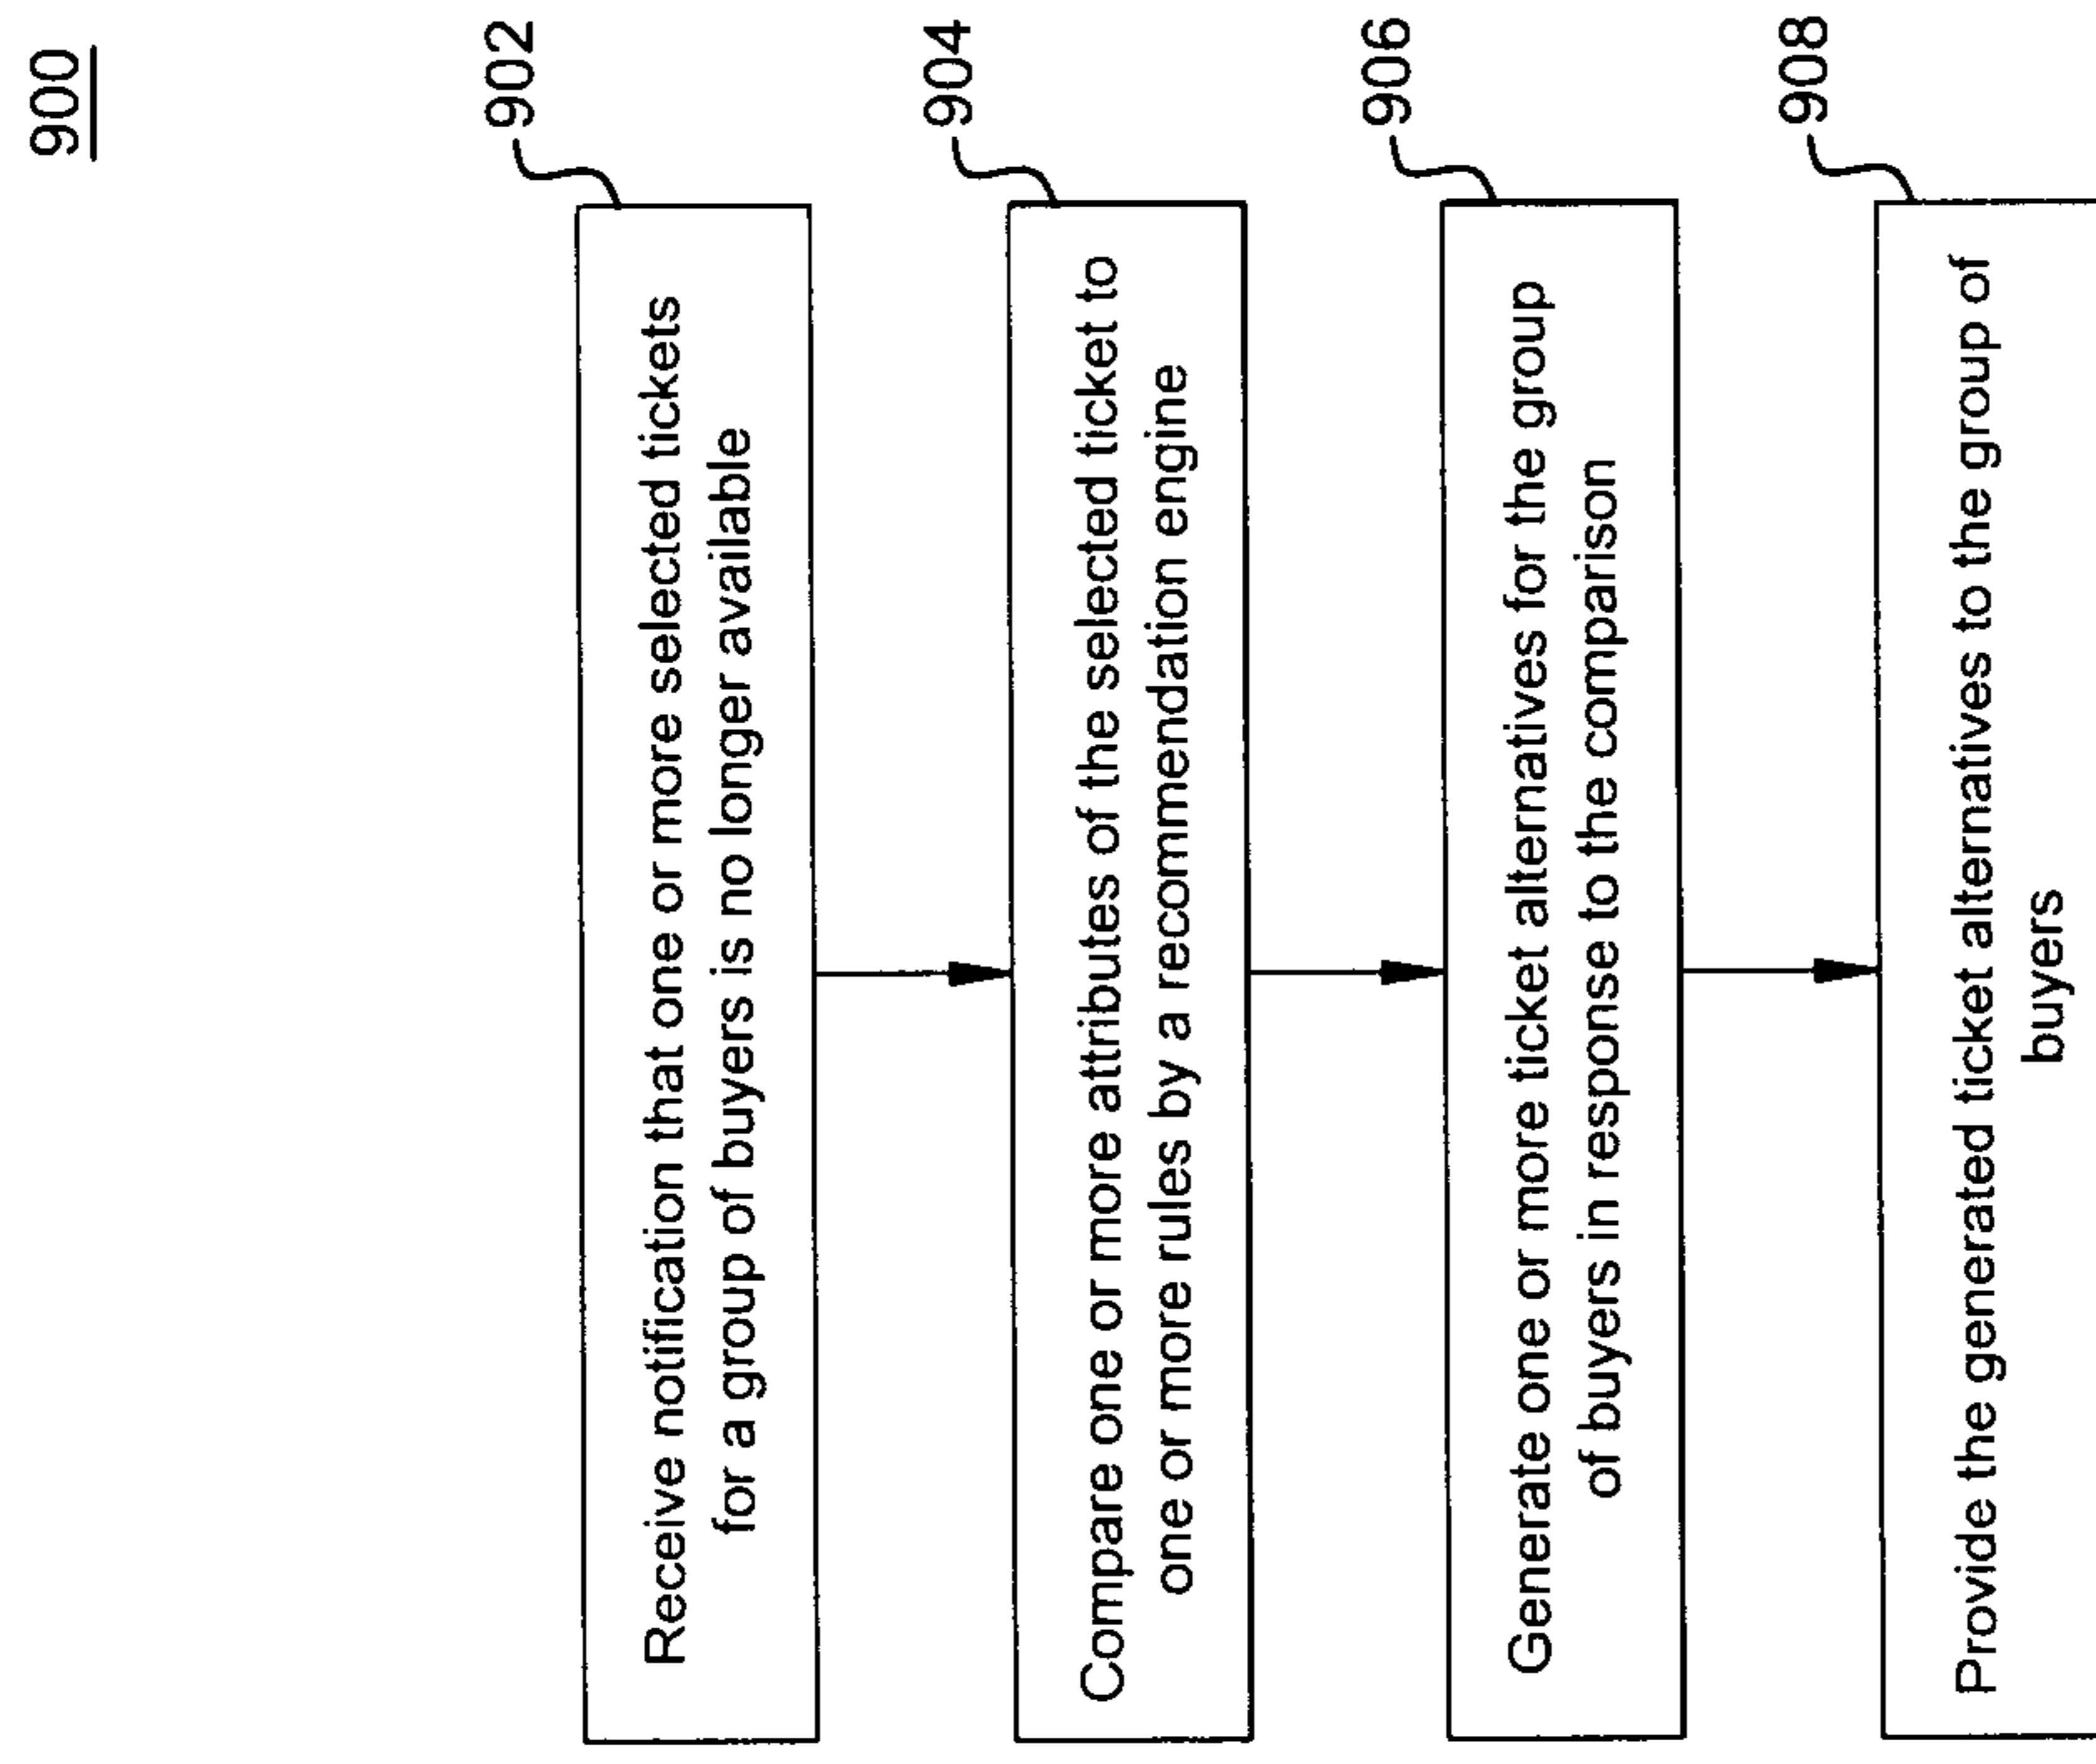 900
902
Receive notification that one or more selected tickets
for a group of buyers is no longer available
904
Compare one or more attributes of the selected ticket to
one or more rules by a recommendation engine
906
Generate one or more ticket alternatives for the group
of buyers in response to the comparison
908
Provide the generated ticket alternatives to the group of
buyers